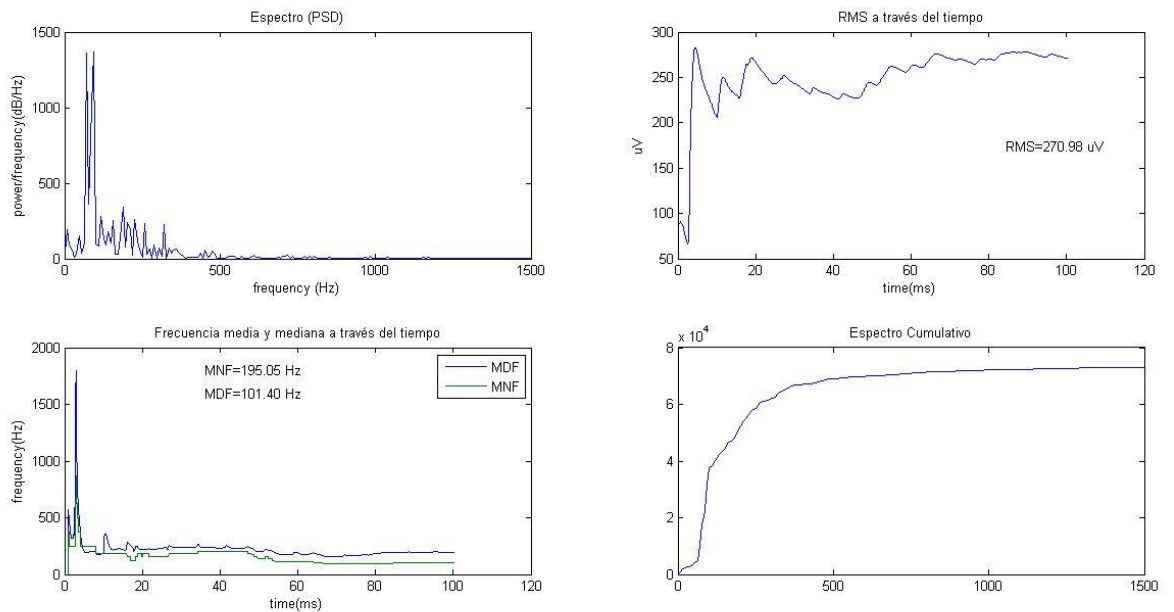 Espectro (PSD)
1500
1000
500
0
0
500
1000
1500
power/frequency(dB/Hz)
frequency (Hz)
RMS a través del tiempo
300
250
200
150
100
50
0
20
40
60
80
100
120
uV
RMS=270.98 uV
time(ms)
Frecuencia media y mediana a través del tiempo
2000
1500
1000
500
0
0
20
40
60
80
100
120
frequency(Hz)
MNF=195.05 Hz
MDF=101.40 Hz
MDF
MNF
time(ms)
Espectro Cumulativo
x 10^4
8
6
4
2
0
0
500
1000
1500